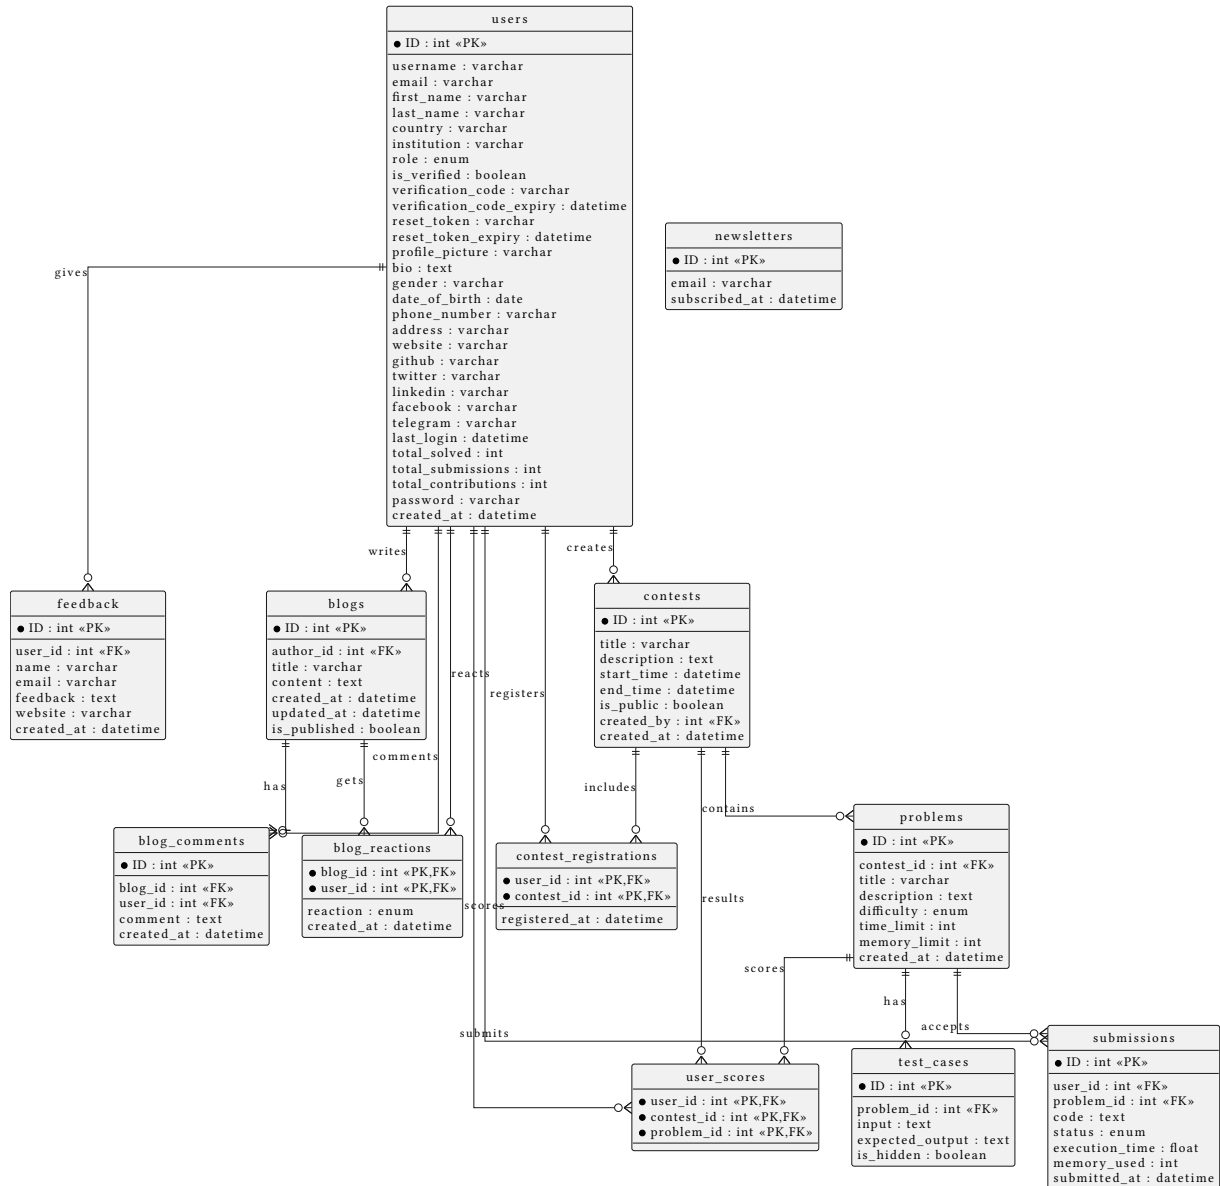 users
ID : int «PK»
username : varchar
email : varchar
first_name : varchar
last_name : varchar
country : varchar
institution : varchar
role : enum
is_verified : boolean
verification_code : varchar
verification_code_expiry : datetime
reset_token : varchar
reset_token_expiry : datetime
profile_picture : varchar
bio : text
gender : varchar
date_of_birth : date
phone_number : varchar
address : varchar
website : varchar
github : varchar
twitter : varchar
linkedin : varchar
facebook : varchar
telegram : varchar
last_login : datetime
total_solved : int
total_submissions : int
total_contributions : int
password : varchar
created_at : datetime
newsletters
ID : int «PK»
email : varchar
subscribed_at : datetime
gives
writes
creates
feedback
ID : int «PK»
user_id : int «FK»
name : varchar
email : varchar
feedback : text
website : varchar
created_at : datetime
blogs
ID : int «PK»
author_id : int «FK»
title : varchar
content : text
created_at : datetime
updated_at : datetime
is_published : boolean
reacts
registers
contests
ID : int «PK»
title : varchar
description : text
start_time : datetime
end_time : datetime
is_public : boolean
created_by : int «FK»
created_at : datetime
has
gets
comments
includes
contains
blog_comments
ID : int «PK»
blog_id : int «FK»
user_id : int «FK»
comment : text
created_at : datetime
blog_reactions
blog_id : int «PK,FK»
user_id : int «PK,FK»
reaction : enum
created_at : datetime
scores
contest_registrations
user_id : int «PK,FK»
contest_id : int «PK,FK»
registered_at : datetime
results
problems
ID : int «PK»
contest_id : int «FK»
title : varchar
description : text
difficulty : enum
time_limit : int
memory_limit : int
created_at : datetime
scores
has
accepts
submits
user_scores
user_id : int «PK,FK»
contest_id : int «PK,FK»
problem_id : int «PK,FK»
test_cases
ID : int «PK»
problem_id : int «FK»
input : text
expected_output : text
is_hidden : boolean
submissions
ID : int «PK»
user_id : int «FK»
problem_id : int «FK»
code : text
status : enum
execution_time : float
memory_used : int
submitted_at : datetime